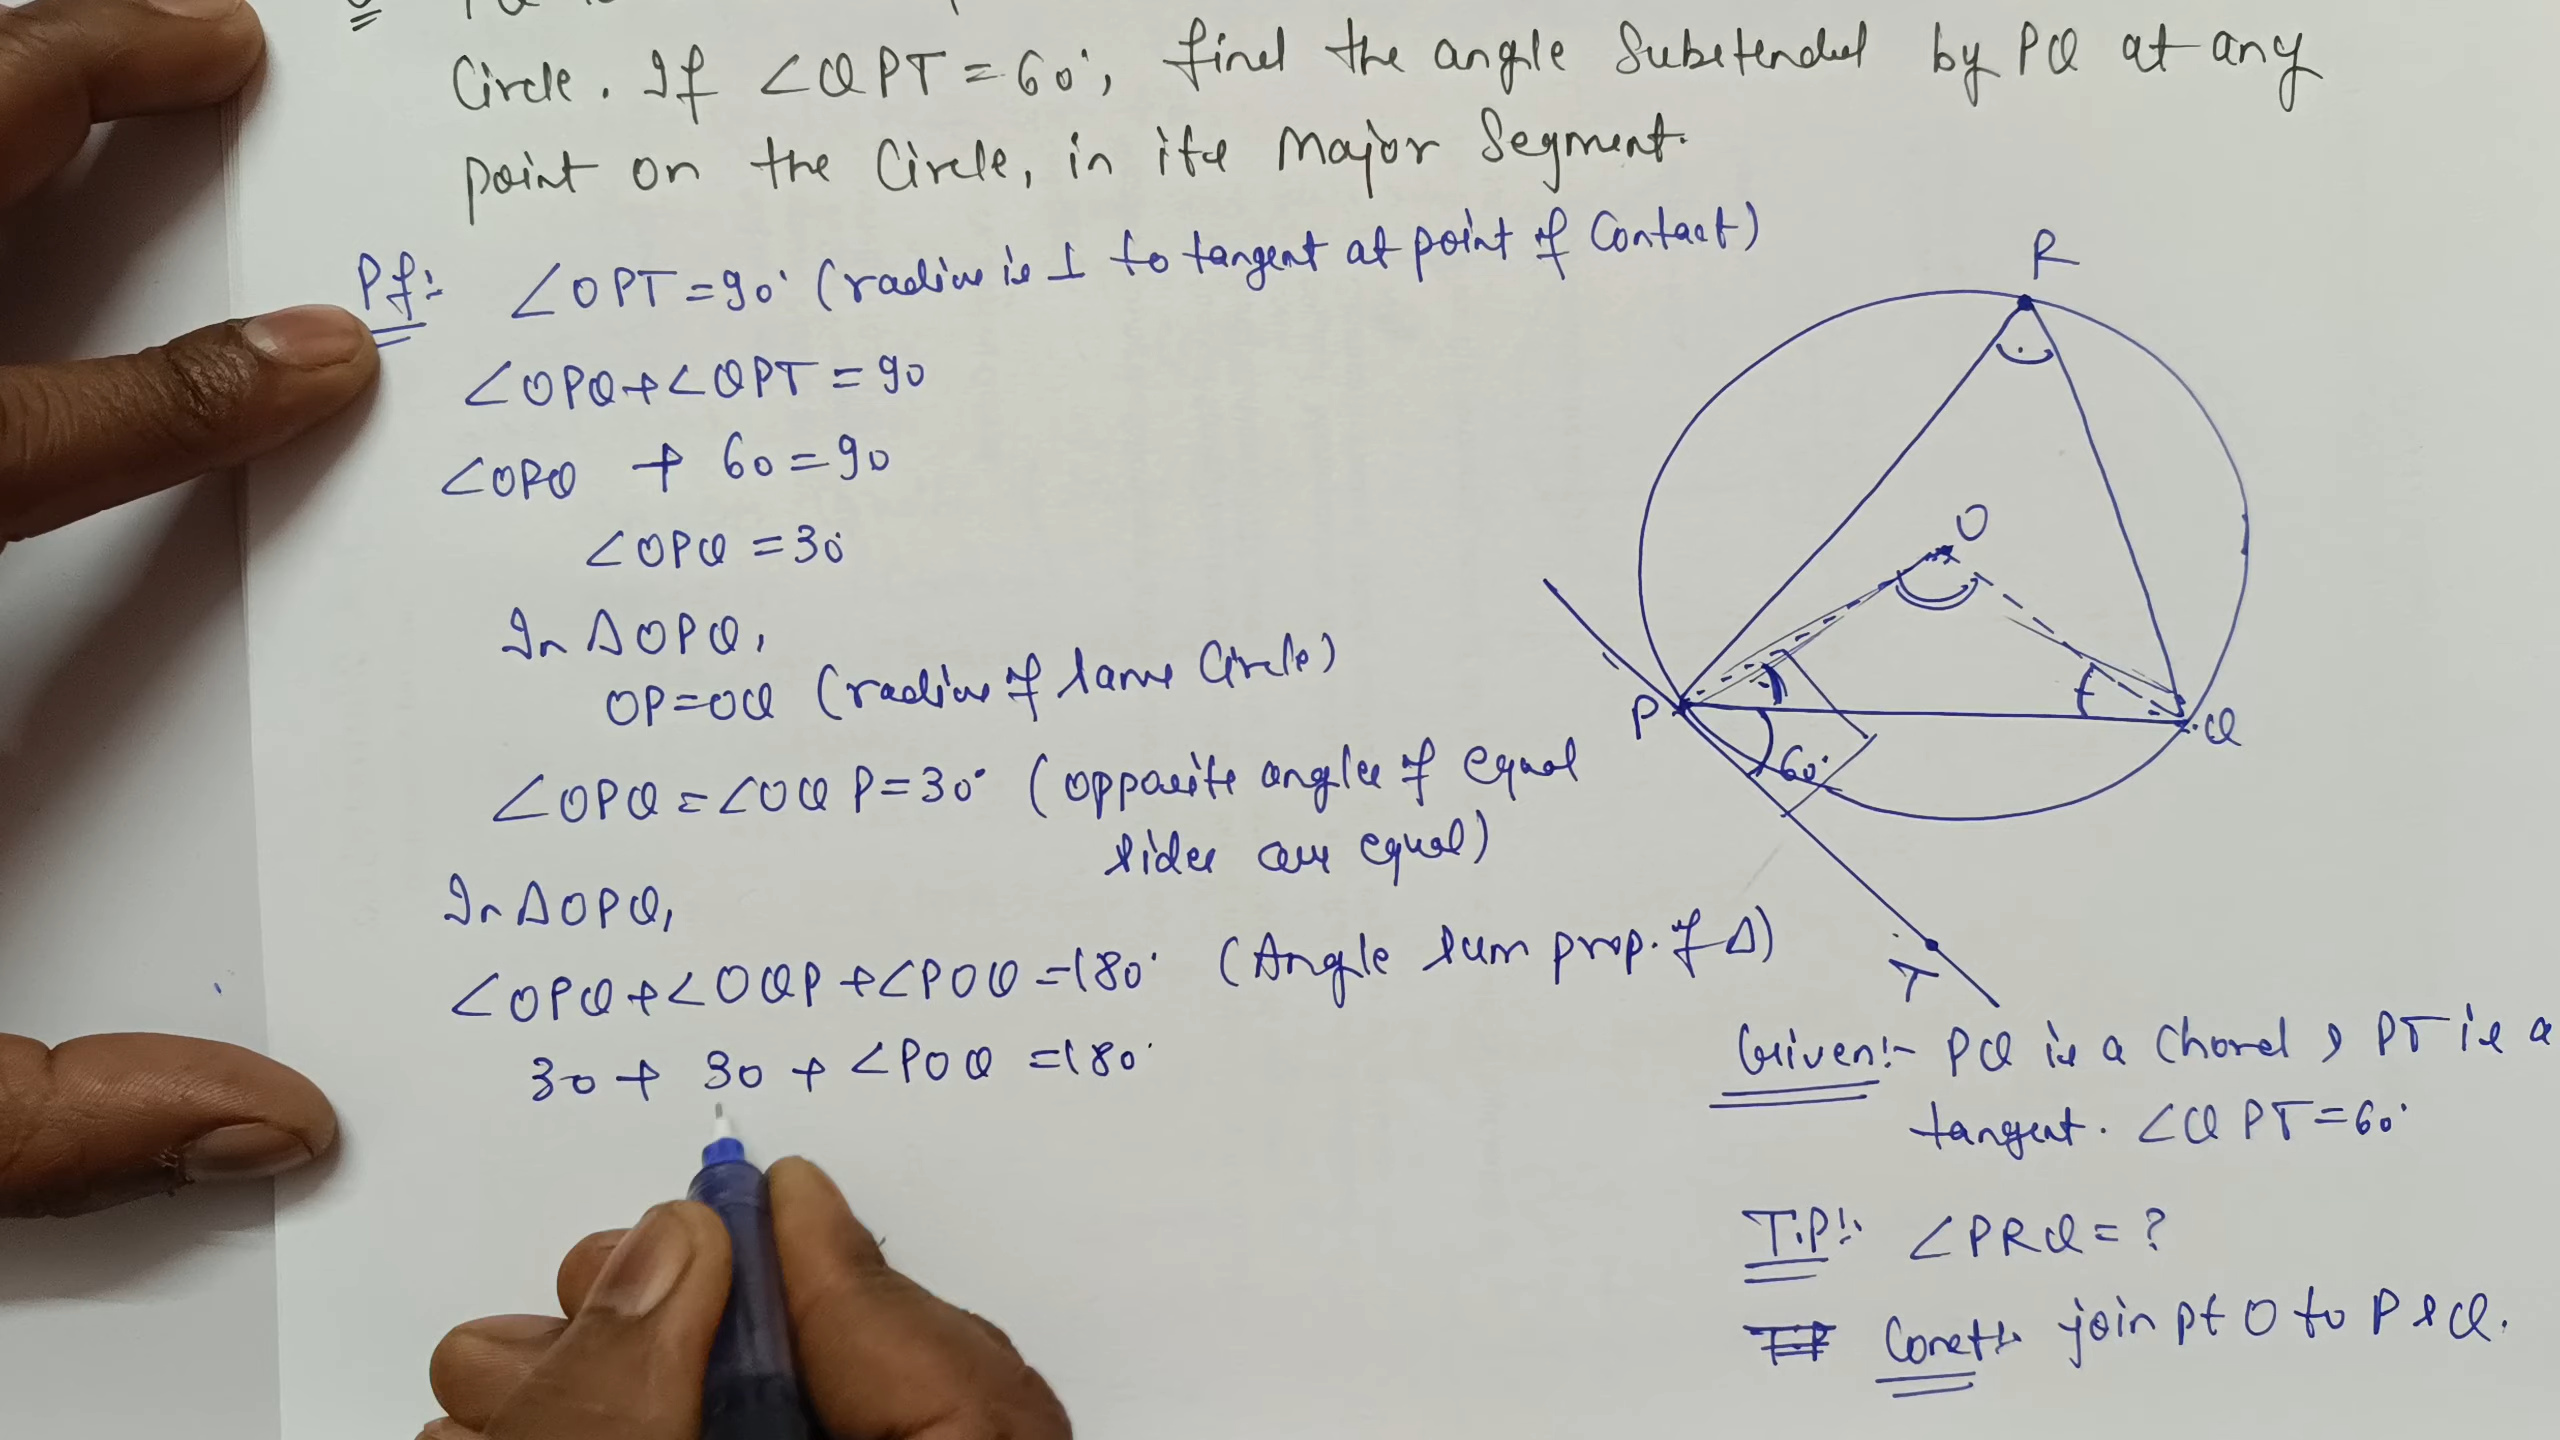 Circle. If ∠QPT = 60°, find the angle Subtended by PQ at any
point on the Circle, in its Major Segment.
Pf:- ∠OPT = 90° (radius is ⊥ to tangent at point of Contact)
∠OPQ + ∠QPT = 90
∠OPQ + 60 = 90
∠OPQ = 30
In ΔOPQ,
OP = OQ (radius of same Circle)
∠OPQ = ∠OQP = 30° (opposite angles of equal
sides are equal)
In ΔOPQ,
∠OPQ + ∠OQP + ∠POQ = 180° (Angle sum prop. of Δ)
30 + 30 + ∠POQ = 180°
R
O
P
Q
60°
T
Given:- PQ is a Chord & PT is a
tangent. ∠QPT = 60°
T.P:- ∠PRQ = ?
Const:- join pt O to P & Q.